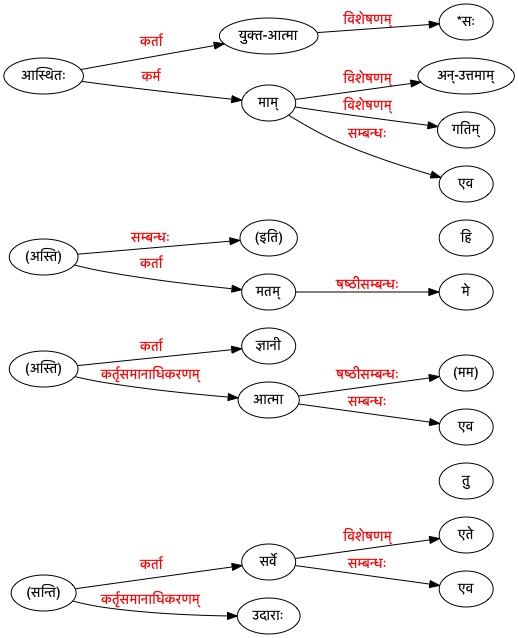 विशेषणम्
*सः
कर्ता
युक्त-आत्मा
आस्थितः
कर्म
विशेषणम्
अन्-उत्तमाम्
माम्
विशेषणम्
गतिम्
सम्बन्धः
एव
सम्बन्धः
(इति)
हि
(अस्ति)
कर्ता
मतम्
षष्ठीसम्बन्धः
मे
कर्ता
ज्ञानी
(अस्ति)
कर्तृसमानाधिकरणम्
आत्मा
षष्ठीसम्बन्धः
(मम)
सम्बन्धः
एव
तु
विशेषणम्
एते
कर्ता
सर्वे
सम्बन्धः
एव
(सन्ति)
कर्तृसमानाधिकरणम्
उदाराः